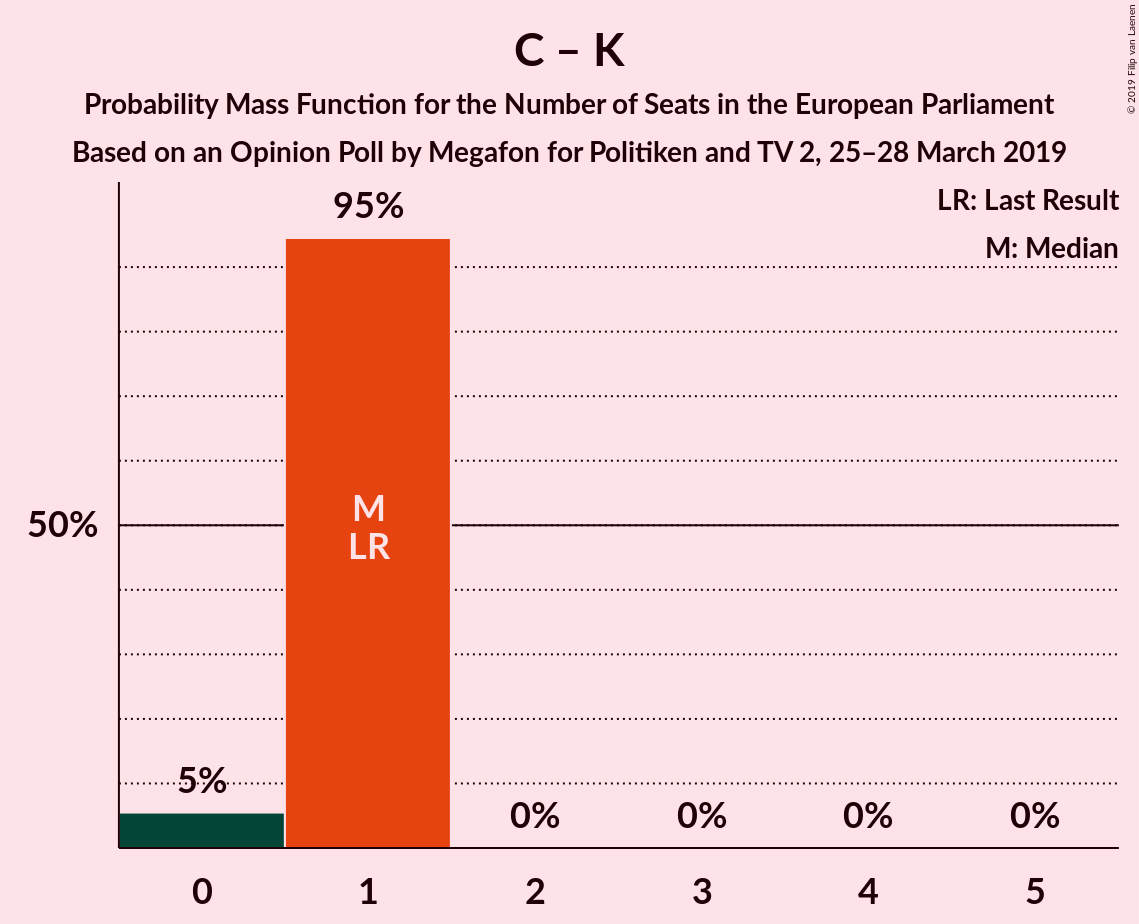 C – K
Probability Mass Function for the Number of Seats in the European Parliament
Based on an Opinion Poll by Megafon for Politiken and TV 2, 25–28 March 2019
© 2019 Filip van Laenen
LR: Last Result
M: Median
95%
50%
M
LR
5%
0%
0%
0%
0%
0
1
2
3
4
5